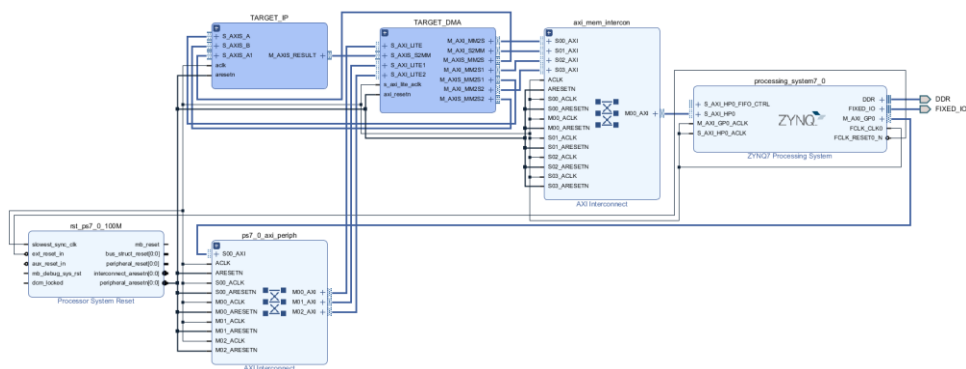 TARGET_IP
S_AXIS_A
S_AXIS_B
S_AXIS_A1
aclk
aresetn
M_AXIS_RESULT
TARGET_DMA
S_AXI_LITE
S_AXIS_S2MM
S_AXI_LITE1
S_AXI_LITE2
s_axi_lite_aclk
axi_resetn
M_AXI_MM2S
M_AXI_S2MM
M_AXIS_MM2S
M_AXI_MM2S1
M_AXIS_MM2S1
M_AXI_MM2S2
M_AXIS_MM2S2
axi_mem_intercon
S00_AXI
S01_AXI
S02_AXI
S03_AXI
ACLK
ARESETN
S00_ACLK
S00_ARESETN
M00_ACLK
M00_ARESETN
S01_ACLK
S01_ARESETN
S02_ACLK
S02_ARESETN
S03_ACLK
S03_ARESETN
M00_AXI
AXI Interconnect
processing_system7_0
S_AXI_HP0_FIFO_CTRL
S_AXI_HP0
M_AXI_GP0_ACLK
S_AXI_HP0_ACLK
ZYNQ
DDR
FIXED_IO
M_AXI_GP0
FCLK_CLK0
FCLK_RESET0_N
ZYNQ7 Processing System
DDR
FIXED_IO
rst_ps7_0_100M
slowest_sync_clk
ext_reset_in
aux_reset_in
mb_debug_sys_rst
dcm_locked
mb_reset
bus_struct_reset[0:0]
peripheral_reset[0:0]
interconnect_aresetn[0:0]
peripheral_aresetn[0:0]
Processor System Reset
ps7_0_axi_periph
S00_AXI
ACLK
ARESETN
S00_ACLK
S00_ARESETN
M00_ACLK
M00_ARESETN
M01_ACLK
M01_ARESETN
M02_ACLK
M02_ARESETN
M00_AXI
M01_AXI
M02_AXI
AXI Interconnect